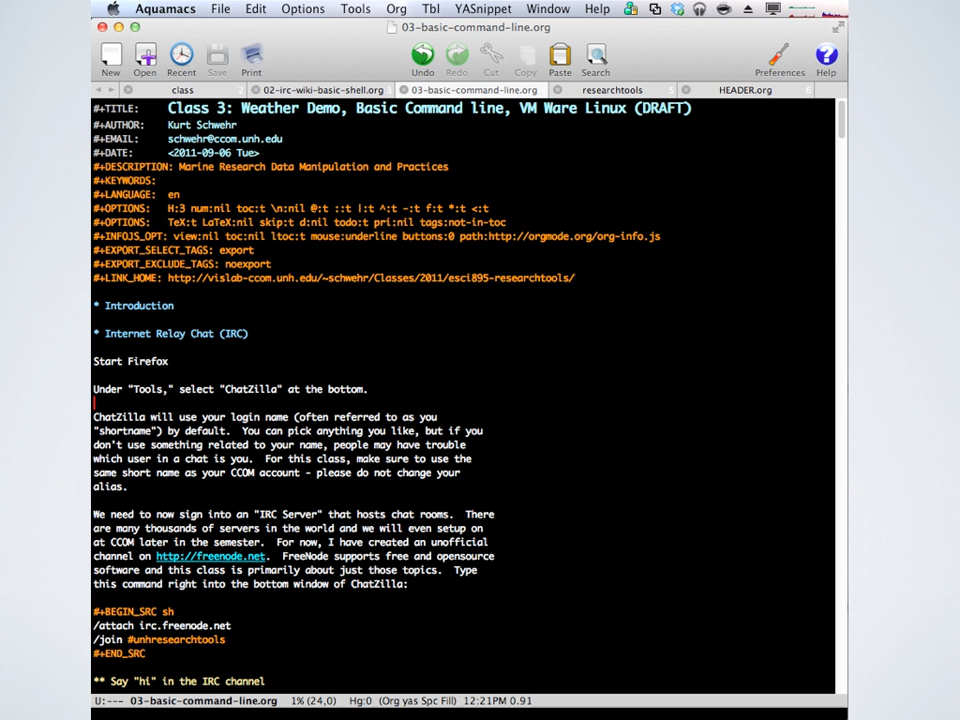 Aquamacs File Edit Options Tools Org Tbl YASnippet Window Help
03-basic-command-line.org
New Open Recent Save Print Undo Redo Cut Copy Paste Search Preferences Help
class 2 02-irc-wiki-basic-shell.org 3 03-basic-command-line.org researchtools 5 HEADER.org 6
#+TITLE: Class 3: Weather Demo, Basic Command line, VM Ware Linux (DRAFT)
#+AUTHOR: Kurt Schwehr
#+EMAIL: schwehr@ccom.unh.edu
#+DATE: <2011-09-06 Tue>
#+DESCRIPTION: Marine Research Data Manipulation and Practices
#+KEYWORDS:
#+LANGUAGE: en
#+OPTIONS: H:3 num:nil toc:t \n:nil @:t ::t |:t ^:t -:t f:t *:t <:t
#+OPTIONS: TeX:t LaTeX:nil skip:t d:nil todo:t pri:nil tags:not-in-toc
#+INFOJS_OPT: view:nil toc:nil ltoc:t mouse:underline buttons:0 path:http://orgmode.org/org-info.js
#+EXPORT_SELECT_TAGS: export
#+EXPORT_EXCLUDE_TAGS: noexport
#+LINK_HOME: http://vislab-ccom.unh.edu/~schwehr/Classes/2011/esci895-researchtools/
* Introduction
* Internet Relay Chat (IRC)
Start Firefox
Under "Tools," select "ChatZilla" at the bottom.
ChatZilla will use your login name (often referred to as you
"shortname") by default. You can pick anything you like, but if you
don't use something related to your name, people may have trouble
which user in a chat is you. For this class, make sure to use the
same short name as your CCOM account - please do not change your
alias.
We need to now sign into an "IRC Server" that hosts chat rooms. There
are many thousands of servers in the world and we will even setup on
at CCOM later in the semester. For now, I have created an unofficial
channel on http://freenode.net. FreeNode supports free and opensource
software and this class is primarily about just those topics. Type
this command right into the bottom window of ChatZilla:
#+BEGIN_SRC sh
/attach irc.freenode.net
/join #unhresearchtools
#+END_SRC
** Say "hi" in the IRC channel
U:--- 03-basic-command-line.org 1% (24,0) Hg:0 (Org yas Spc Fill) 12:21PM 0.91